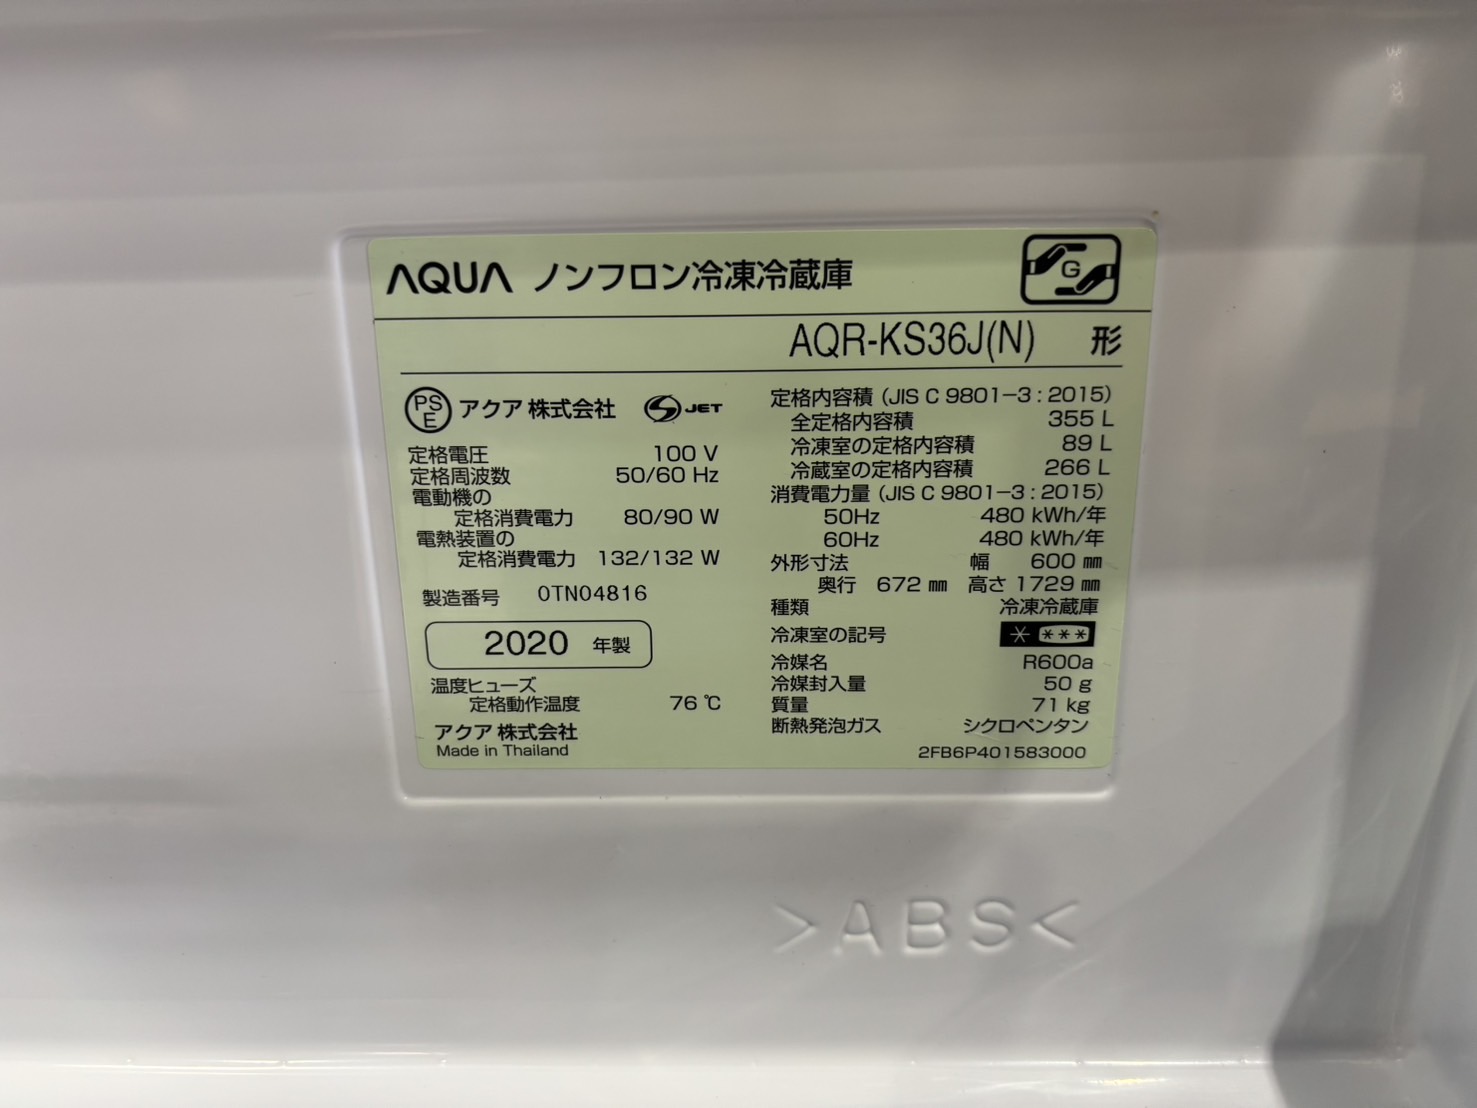 AQUA ノンフロン冷凍冷蔵庫
G
AQR-KS36J(N) 形
PSE アクア 株式会社 S JET
定格電圧 100 V
定格周波数 50/60 Hz
電動機の
定格消費電力 80/90 W
電熱装置の
定格消費電力 132/132 W
製造番号 0TN04816
2020 年製
温度ヒューズ
定格動作温度 76 ℃
アクア 株式会社
Made in Thailand
定格内容積 (JIS C 9801-3:2015)
全定格内容積 355 L
冷凍室の定格内容積 89 L
冷蔵室の定格内容積 266 L
消費電力量 (JIS C 9801-3:2015)
50Hz 480 kWh/年
60Hz 480 kWh/年
外形寸法 幅 600 ㎜
奥行 672 ㎜ 高さ 1729 ㎜
種類 冷凍冷蔵庫
冷凍室の記号 * ***
冷媒名 R600a
冷媒封入量 50 g
質量 71 kg
断熱発泡ガス シクロペンタン
2FB6P401583000
>ABS<